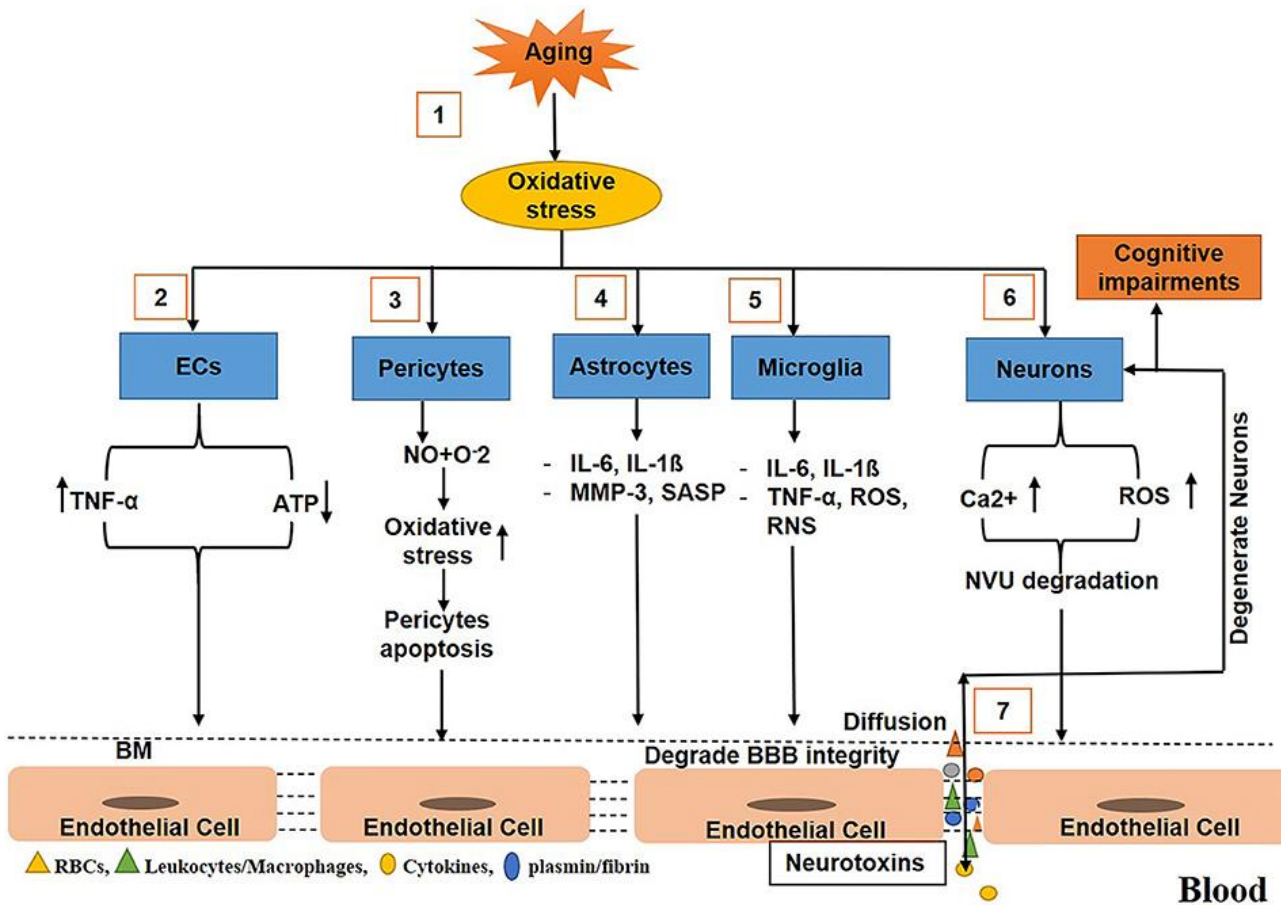 Aging
1
Oxidative
stress
Cognitive
impairments
2
3
4
5
6
ECs
Pericytes
Astrocytes
Microglia
Neurons
↑TNF-α
ATP↓
NO+O-2
Oxidative
stress ↑
Pericytes
apoptosis
- IL-6, IL-1ß
- MMP-3, SASP
- IL-6, IL-1ß
- TNF-α, ROS,
RNS
Ca2+ ↑
ROS ↑
NVU degradation
Degenerate Neurons
7
Diffusion
BM
Degrade BBB integrity
Endothelial Cell
Endothelial Cell
Endothelial Cell
Endothelial Cell
Neurotoxins
RBCs, Leukocytes/Macrophages, Cytokines, plasmin/fibrin
Blood